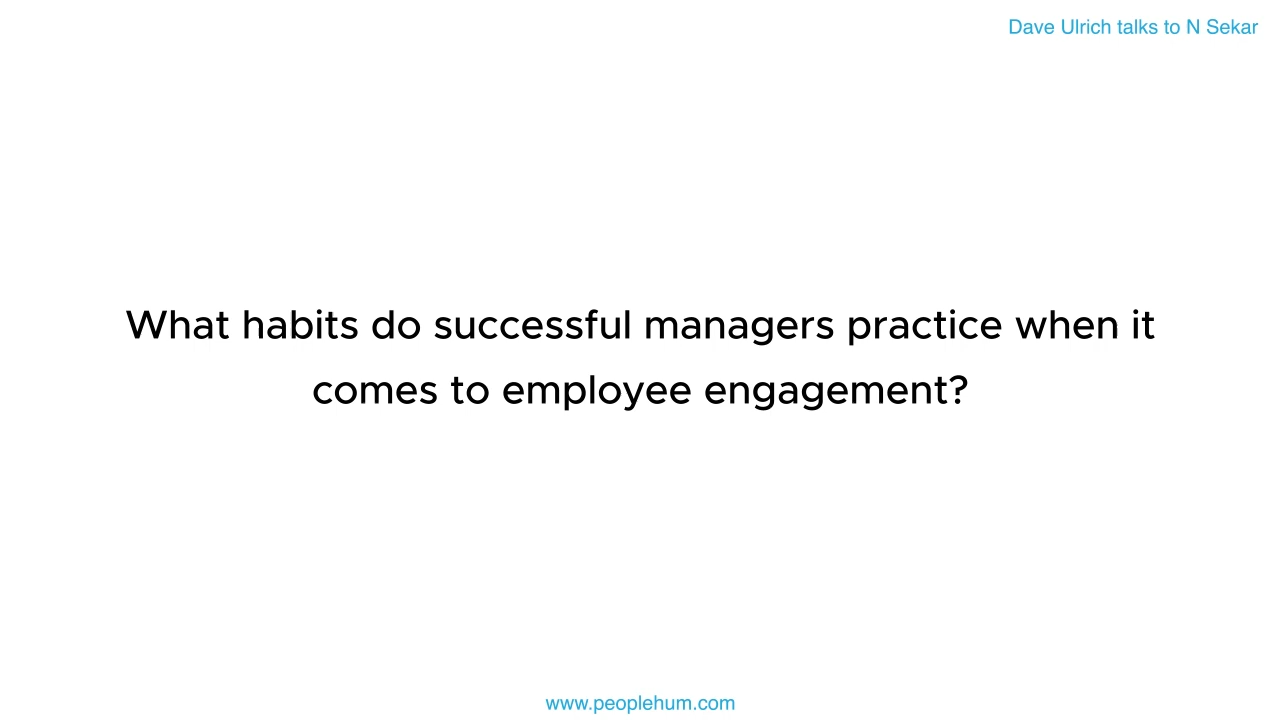 Dave Ulrich talks to N Sekar
What habits do successful managers practice when it
comes to employee engagement?
www.peoplehum.com